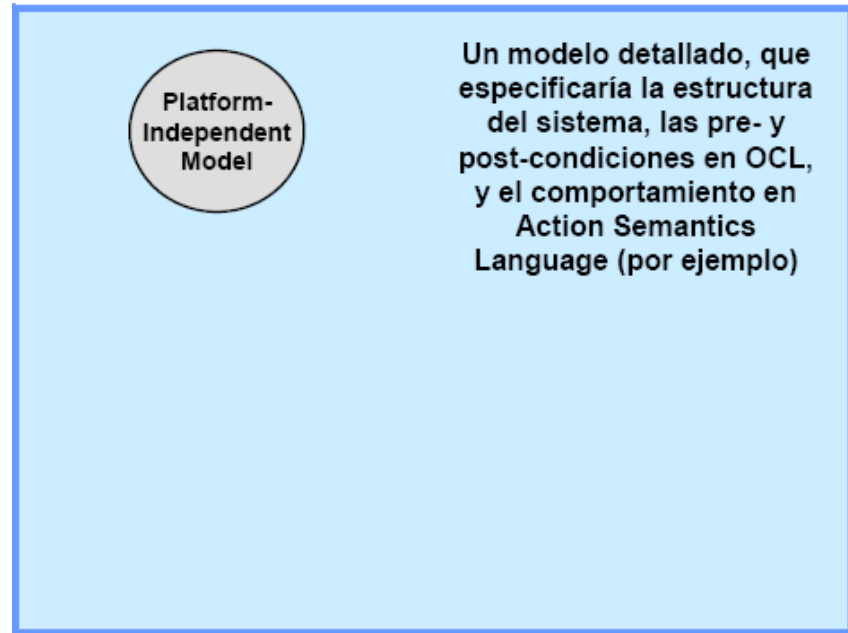 Platform-
Independent
Model
Un modelo detallado, que
especificaría la estructura
del sistema, las pre- y
post-condiciones en OCL,
y el comportamiento en
Action Semantics
Language (por ejemplo)